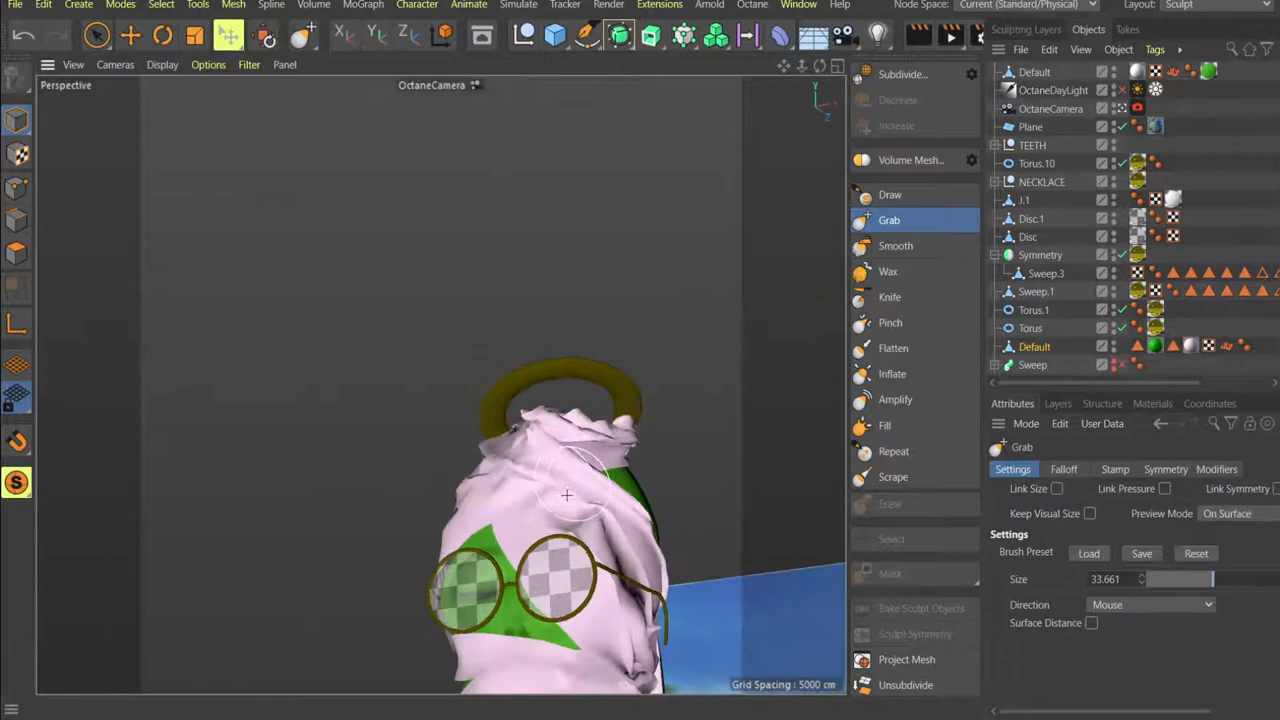 File Edit Create Modes Select Tools Mesh Spline Volume MoGraph Character Animate Simulate Tracker Render Extensions Arnold Octane Window Help Node Space: Current (Standard/Physical) Layout: Sculpt
Sculpting Layers Objects Takes
File Edit View Object Tags
View Cameras Display Options Filter Panel
Perspective
OctaneCamera
X Y Z
Y
Z
Grid Spacing : 5000 cm
S
Subdivide...
Decrease
Increase
Volume Mesh...
Draw
Grab
Smooth
Wax
Knife
Pinch
Flatten
Inflate
Amplify
Fill
Repeat
Scrape
Erase
Select
Mask
Bake Sculpt Objects
Sculpt Symmetry
Project Mesh
Unsubdivide
Default
OctaneDayLight
OctaneCamera
Plane
TEETH
Torus.10
NECKLACE
J.1
Disc.1
Disc
Symmetry
Sweep.3
Sweep.1
Torus.1
Torus
Default
Sweep
Attributes Layers Structure Materials Coordinates
Mode Edit User Data
Grab
Settings Falloff Stamp Symmetry Modifiers
Link Size Link Pressure Link Symmetry
Keep Visual Size Preview Mode On Surface
Settings
Brush Preset Load Save Reset
Size 33.661
Direction Mouse
Surface Distance